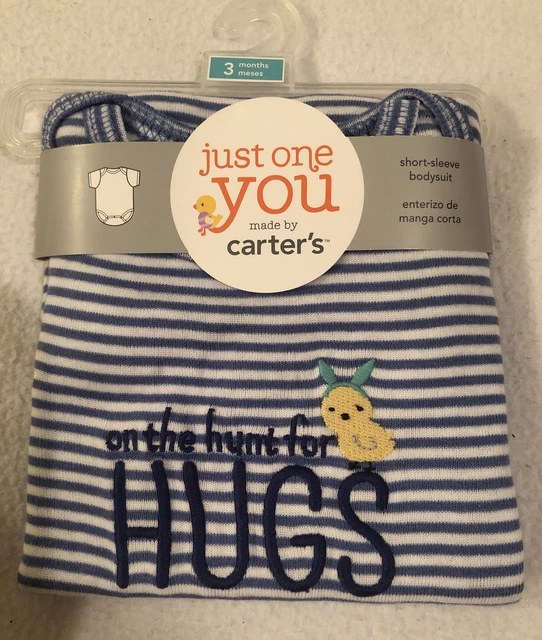 3 months
meses
just one
you
made by
carter's™
short-sleeve
bodysuit
enterizo de
manga corta
on the hunt for
HUGS